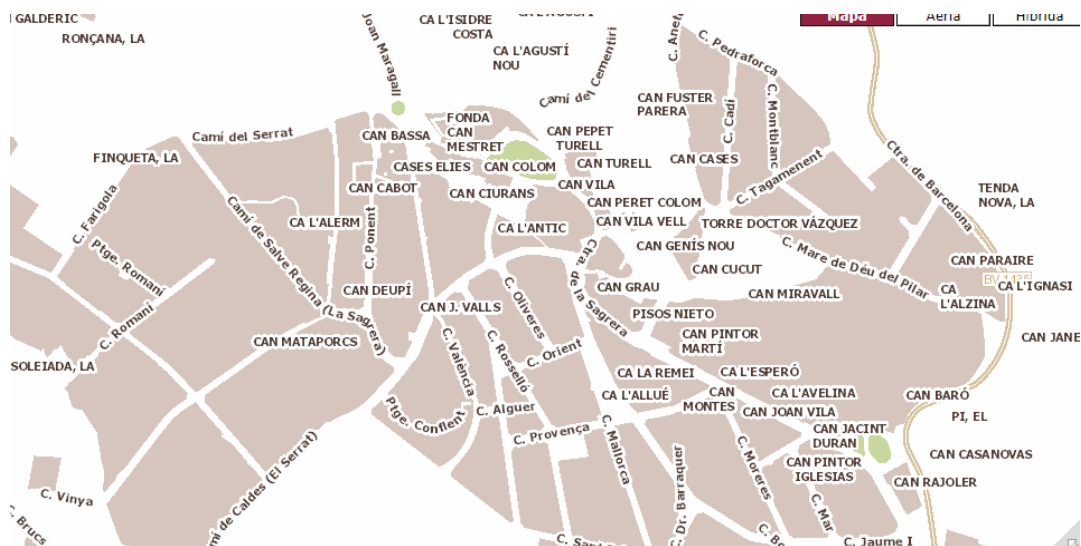 GALDERIC
RONÇANA, LA
Joan Maragall
CA L'ISIDRE
COSTA
CA L'AGUSTÍ
CA L'AGUSTÍ
NOU
Camí del Cementiri
C. Aneto
C. Pedraforca
Mapa
Aèria
Híbrida
C. Montblanc
C. Cadí
CAN FUSTER
PARERA
FONDA
CAN
MESTRET
CAN BASSA
Camí del Serrat
CAN PEPET
TURELL
FINQUETA, LA
CASES ELIES
CAN COLOM
CAN TURELL
CAN CASES
Ctra. de Barcelona
C. Tagamenent
CAN CABOT
CAN CIURANS
CAN VILA
CAN PERET COLOM
TENDA
NOVA, LA
C. Farigola
Camí de Salve Regina (La Sagrera)
CA L'ALERM
C. Ponent
CA L'ANTIC
CAN VILA VELL
TORRE DOCTOR VÁZQUEZ
Ptge. Romaní
CAN GENÍS NOU
C. Mare de Déu del Pilar
CAN PARAIRE
BV-1435
CAN CUCUT
Ctra. de la Sagrera
CAN DEUPÍ
CAN GRAU
CAN MIRAVALL
CA
L'ALZINA
CA L'IGNASI
C. Romaní
CAN J. VALLS
C. Oliveres
PISOS NIETO
CAN MATAPORCS
CAN PINTOR
MARTÍ
CAN JANE
C. València
C. Rosselló
C. Orient
SOLEIADA, LA
CA LA REMEI
CA L'ESPERÓ
CA L'ALLUÉ
CAN
MONTES
CA L'AVELINA
CAN BARÓ
Ptge. Conflent
C. Alguer
CAN JOAN VILA
PI, EL
C. Provença
C. Mallorca
CAN JACINT
DURAN
CAN CASANOVAS
C. Dr. Barraquer
C. Moreres
CAN PINTOR
IGLESIAS
CAN RAJOLER
C. Vinya
mí de Caldes (El Serrat)
C. Brucs
C. Mar
C. Jaume I